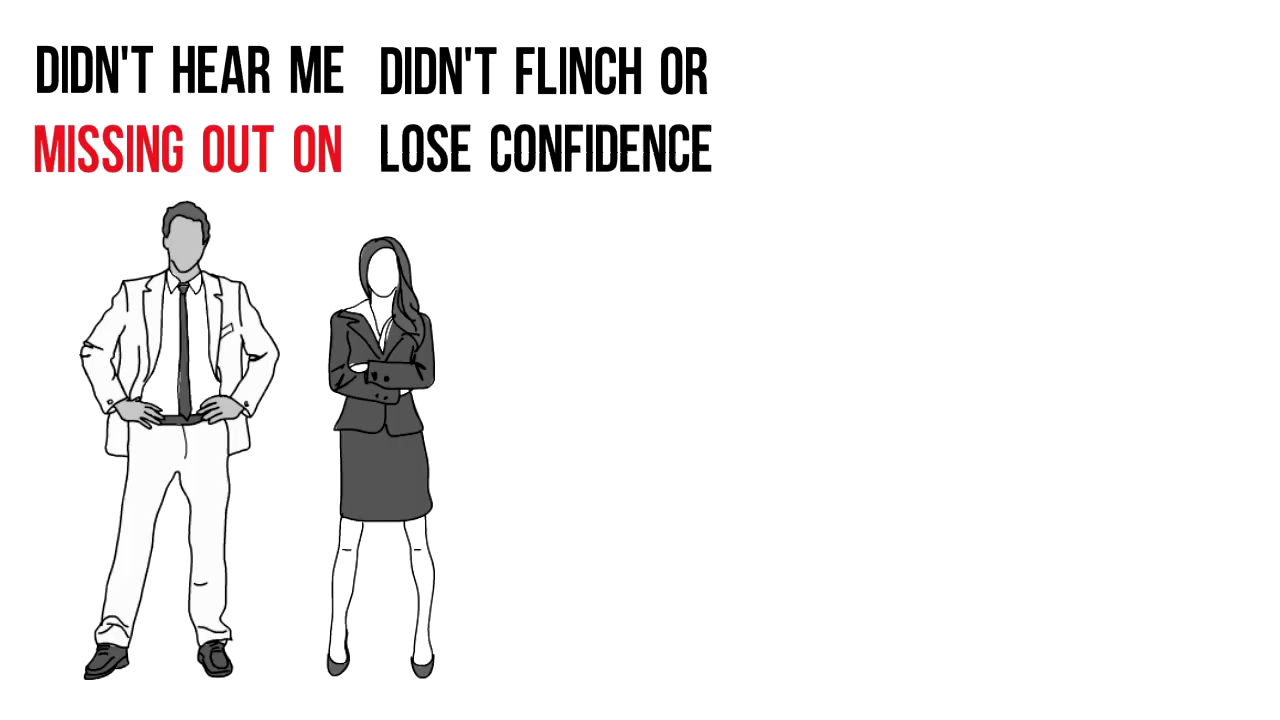 DIDN'T HEAR ME
MISSING OUT ON
DIDN'T FLINCH OR
LOSE CONFIDENCE